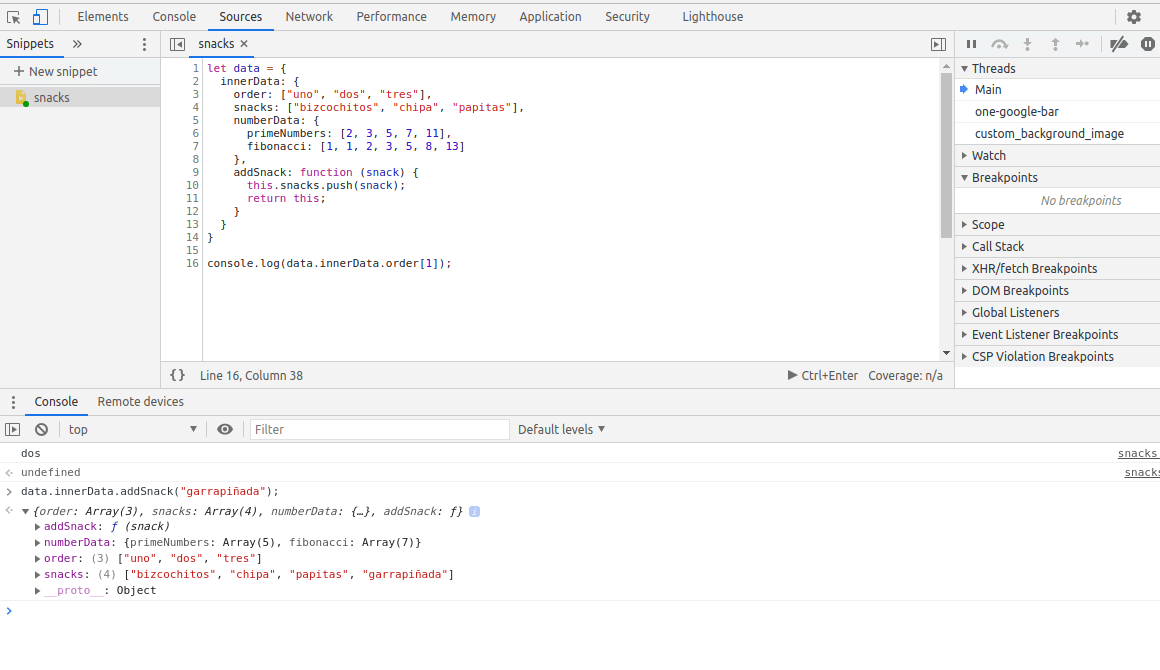 Elements Console Sources Network Performance Memory Application Security Lighthouse
Snippets »
snacks ×
+ New snippet
snacks
1 let data = {
2 innerData: {
3 order: ["uno", "dos", "tres"],
4 snacks: ["bizcochitos", "chipa", "papitas"],
5 numberData: {
6 primeNumbers: [2, 3, 5, 7, 11],
7 fibonacci: [1, 1, 2, 3, 5, 8, 13]
8 },
9 addSnack: function (snack) {
10 this.snacks.push(snack);
11 return this;
12 }
13 }
14 }
15
16 console.log(data.innerData.order[1]);
{} Line 16, Column 38 Ctrl+Enter Coverage: n/a
Threads
Main
one-google-bar
custom_background_image
Watch
Breakpoints
No breakpoints
Scope
Call Stack
XHR/fetch Breakpoints
DOM Breakpoints
Global Listeners
Event Listener Breakpoints
CSP Violation Breakpoints
Console Remote devices
top Filter Default levels
dos snacks
undefined snacks
> data.innerData.addSnack("garrapiñada");
{order: Array(3), snacks: Array(4), numberData: {…}, addSnack: ƒ} i
addSnack: ƒ (snack)
numberData: {primeNumbers: Array(5), fibonacci: Array(7)}
order: (3) ["uno", "dos", "tres"]
snacks: (4) ["bizcochitos", "chipa", "papitas", "garrapiñada"]
__proto__: Object
>